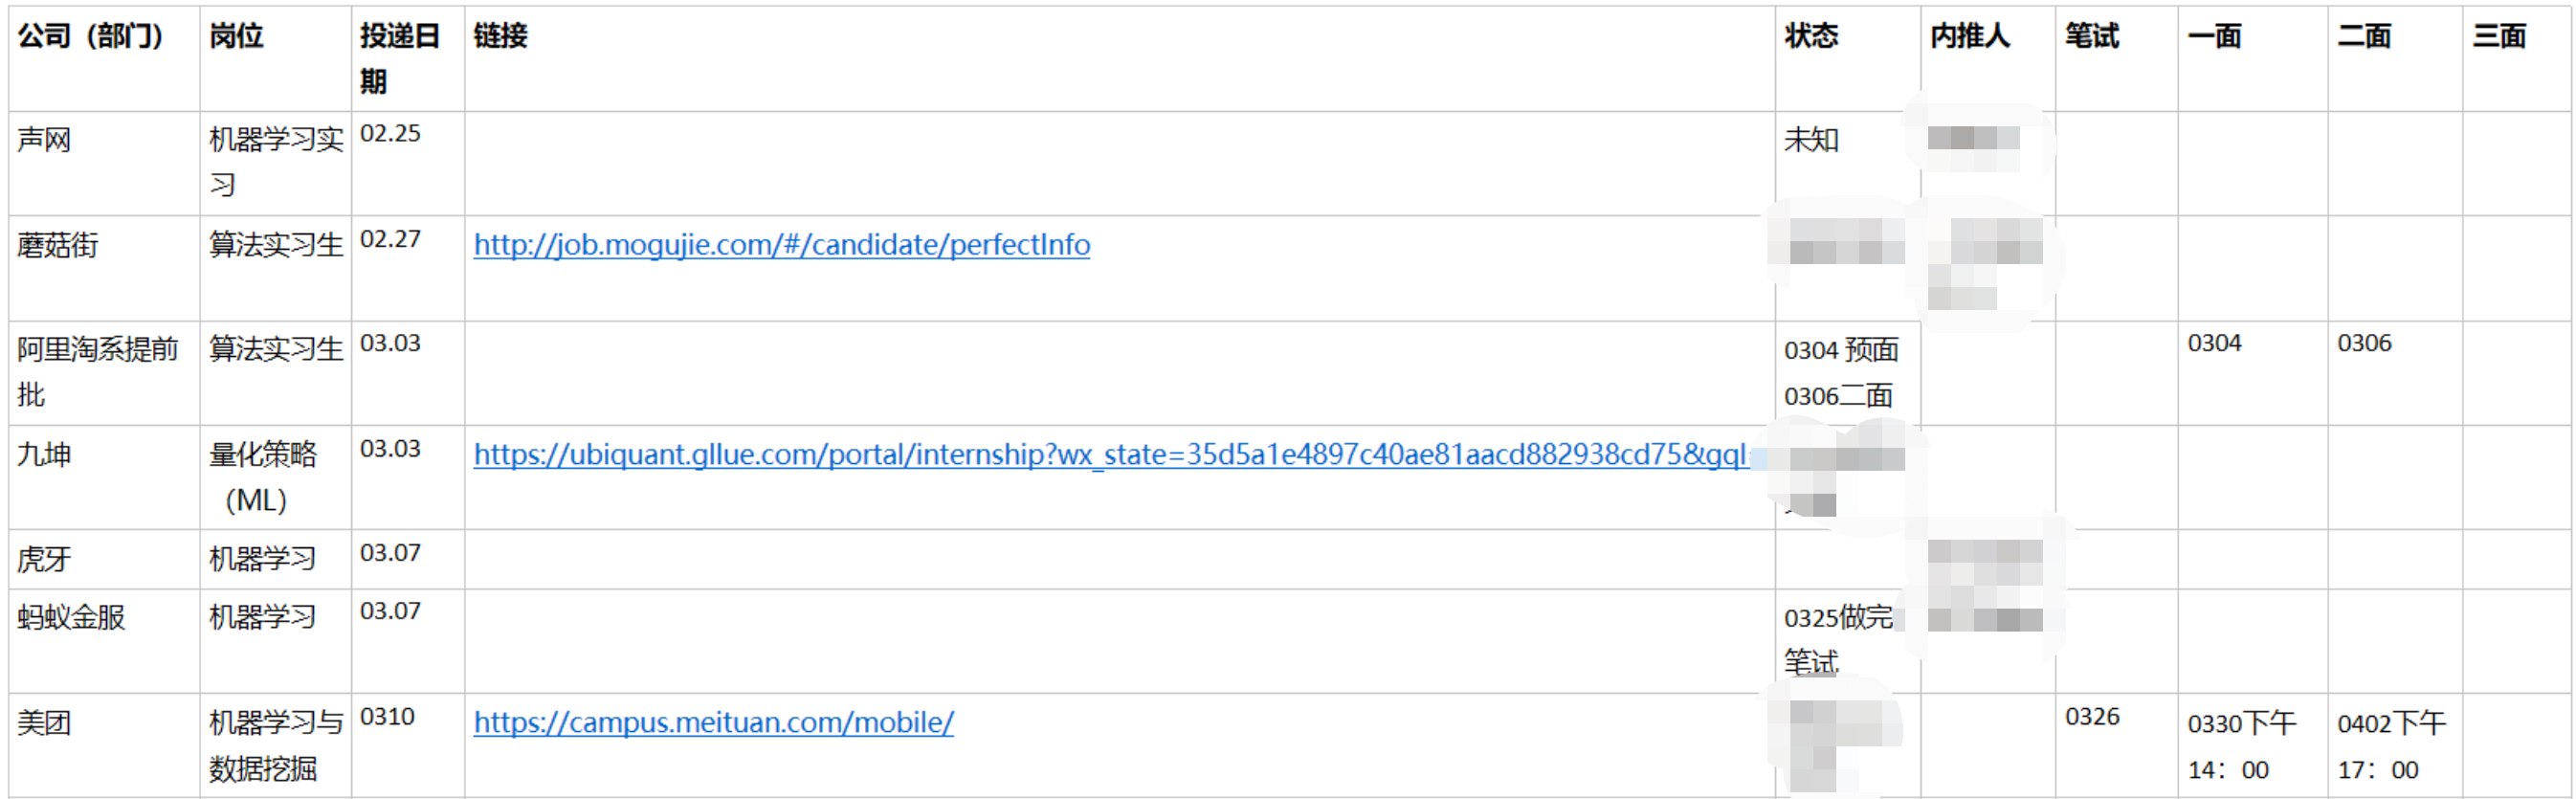 公司（部门） 岗位 投递日 链接 状态 内推人 笔试 一面 二面 三面
期
声网 机器学习实 02.25 未知
习
蘑菇街 算法实习生 02.27 http://job.mogujie.com/#/candidate/perfectInfo
阿里淘系提前 算法实习生 03.03 0304 预面 0304 0306
批 0306二面
九坤 量化策略 03.03 https://ubiquant.gllue.com/portal/internship?wx_state=35d5a1e4897c40ae81aacd882938cd75&gql
（ML）
虎牙 机器学习 03.07
蚂蚁金服 机器学习 03.07 0325做完
笔试
美团 机器学习与 0310 https://campus.meituan.com/mobile/ 0326 0330下午 0402下午
数据挖掘 14：00 17：00